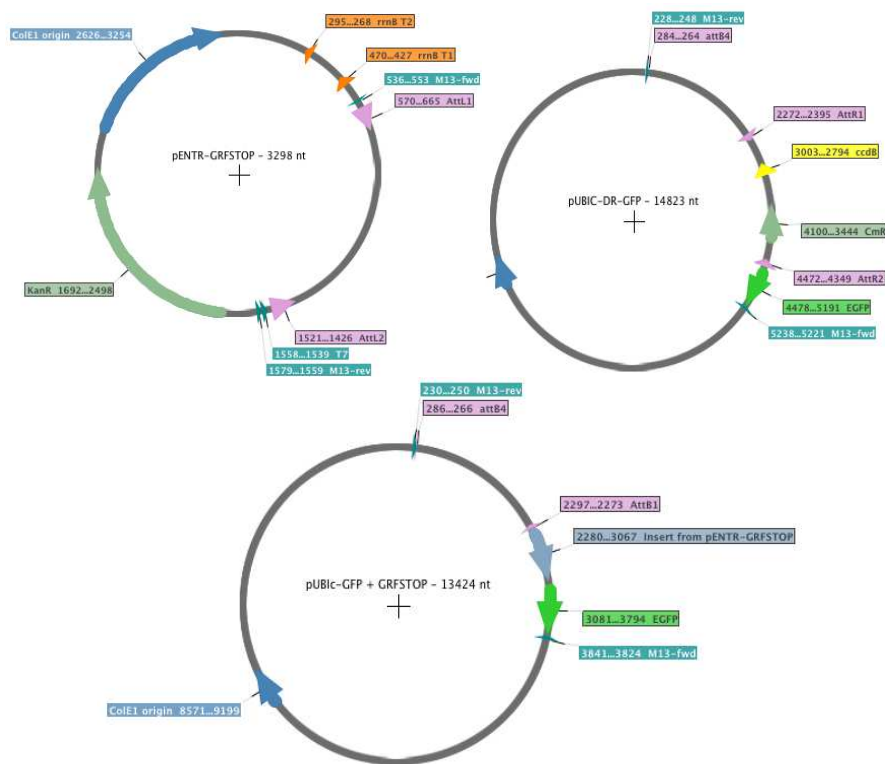 295...268 rrnB T2
ColE1 origin 2626...3254
470...427 rrnB T1
536...553 M13-fwd
570...665 AttL1
pENTR-GRFSTOP - 3298 nt
KanR 1692...2498
1521...1426 AttL2
1558...1539 T7
1579...1559 M13-rev
228...248 M13-rev
284...264 attB4
2272...2395 AttR1
3003...2794 ccdB
pUBIC-DR-GFP - 14823 nt
4100...3444 CmR
4472...4349 AttR2
4478...5191 EGFP
5238...5221 M13-fwd
230...250 M13-rev
286...266 attB4
2297...2273 AttB1
2280...3067 Insert from pENTR-GRFSTOP
pUBIc-GFP + GRFSTOP - 13424 nt
3081...3794 EGFP
3841...3824 M13-fwd
ColE1 origin 8571...9199